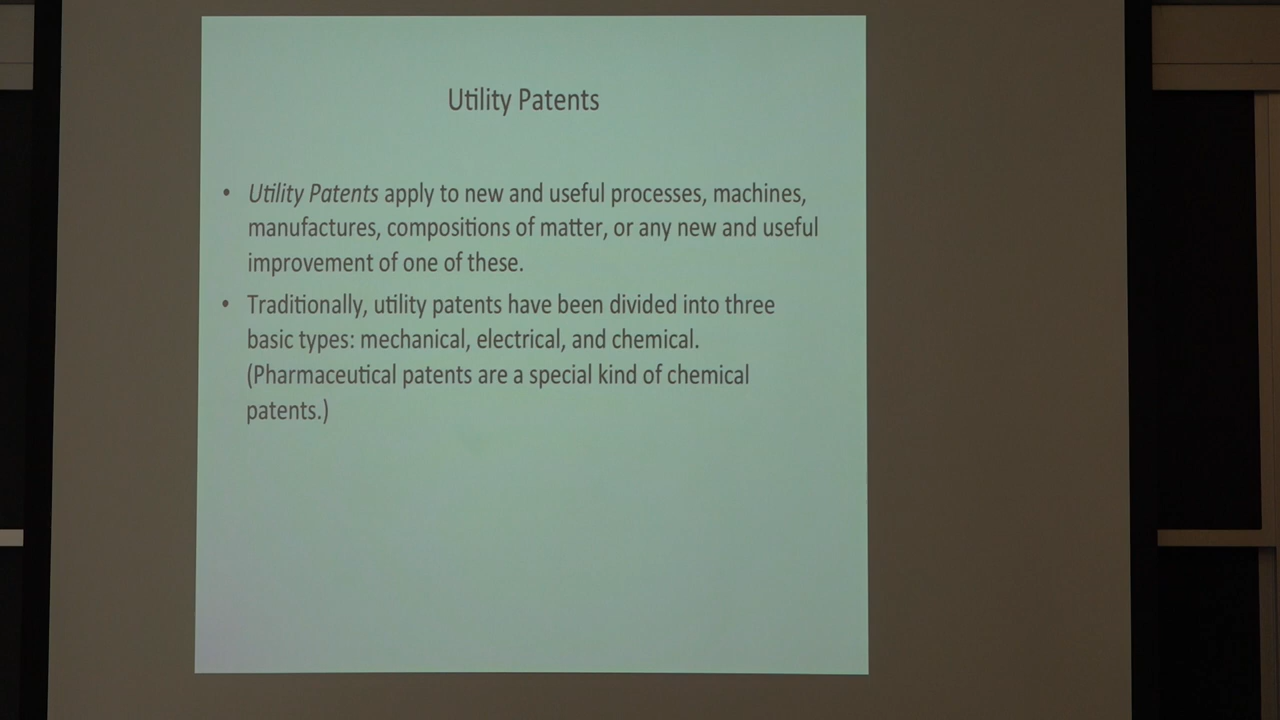 Utility Patents
• Utility Patents apply to new and useful processes, machines,
manufactures, compositions of matter, or any new and useful
improvement of one of these.
• Traditionally, utility patents have been divided into three
basic types: mechanical, electrical, and chemical.
(Pharmaceutical patents are a special kind of chemical
patents.)